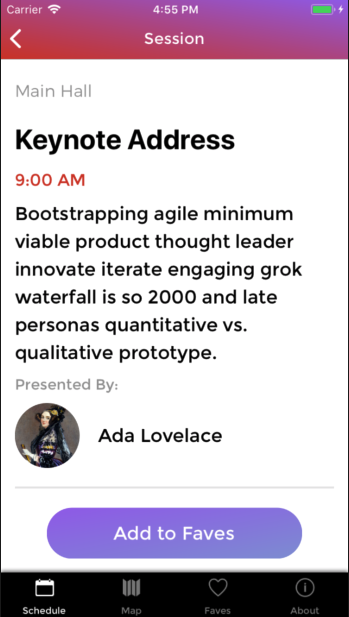 Carrier 4:55 PM
Session
Main Hall
Keynote Address
9:00 AM
Bootstrapping agile minimum
viable product thought leader
innovate iterate engaging grok
waterfall is so 2000 and late
personas quantitative vs.
qualitative prototype.
Presented By:
Ada Lovelace
Add to Faves
Schedule Map Faves About